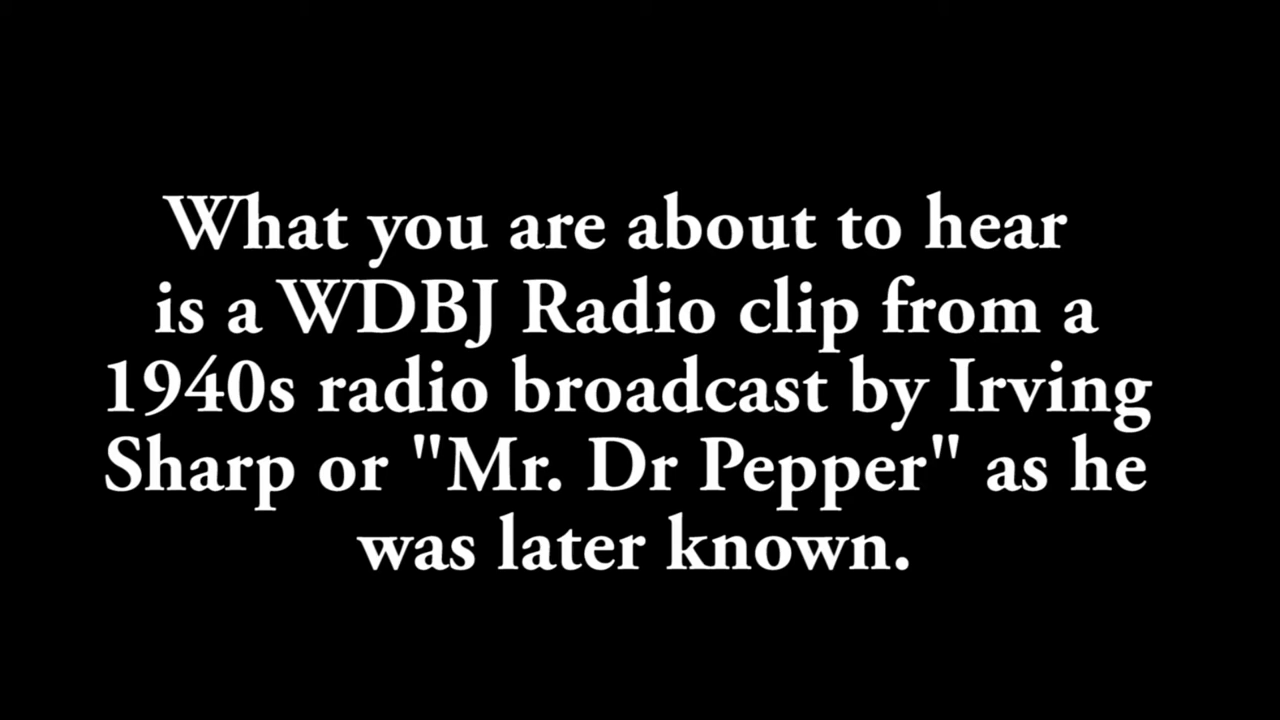 What you are about to hear
is a WDBJ Radio clip from a
1940s radio broadcast by Irving
Sharp or "Mr. Dr Pepper" as he
was later known.